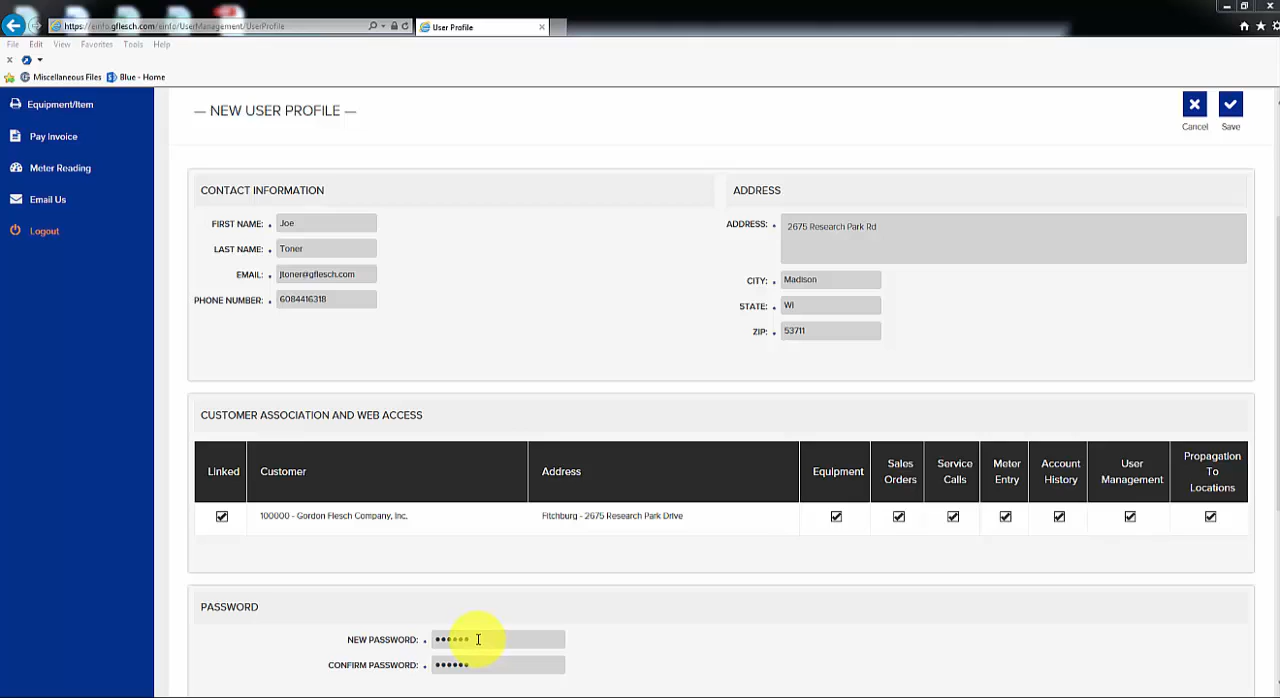 https://einfo.gflesch.com/einfo/UserManagement/UserProfile
User Profile
File Edit View Favorites Tools Help
Miscellaneous Files Blue - Home
Equipment/Item
Pay Invoice
Meter Reading
Email Us
Logout
— NEW USER PROFILE —
Cancel Save
CONTACT INFORMATION
FIRST NAME: Joe
LAST NAME: Toner
EMAIL: jtoner@gflesch.com
PHONE NUMBER: 6084416318
ADDRESS
ADDRESS: 2675 Research Park Rd
CITY: Madison
STATE: WI
ZIP: 53711
CUSTOMER ASSOCIATION AND WEB ACCESS
Linked Customer Address Equipment Sales Orders Service Calls Meter Entry Account History User Management Propagation To Locations
100000 - Gordon Flesch Company, Inc. Fitchburg - 2675 Research Park Drive
PASSWORD
NEW PASSWORD: ••••••
CONFIRM PASSWORD: ••••••